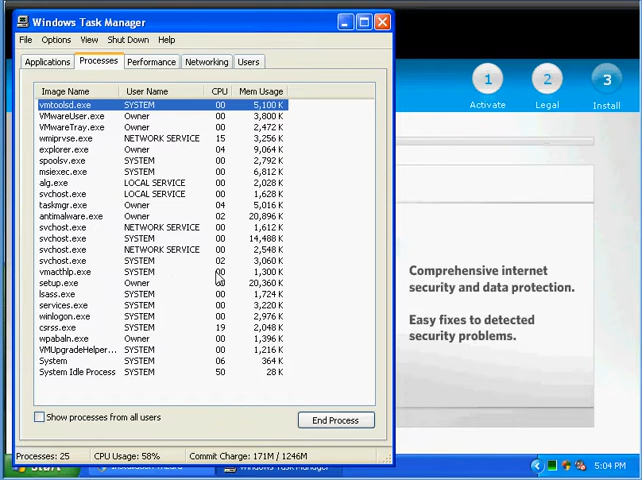 Windows Task Manager
File Options View Shut Down Help
Applications Processes Performance Networking Users
Image Name User Name CPU Mem Usage
vmtoolsd.exe SYSTEM 00 5,100 K
VMwareUser.exe Owner 00 3,800 K
VMwareTray.exe Owner 00 2,472 K
wmiprvse.exe NETWORK SERVICE 15 3,256 K
explorer.exe Owner 04 9,064 K
spoolsv.exe SYSTEM 00 2,792 K
msiexec.exe SYSTEM 00 6,812 K
alg.exe LOCAL SERVICE 00 2,028 K
svchost.exe LOCAL SERVICE 00 1,628 K
taskmgr.exe Owner 04 5,016 K
antimalware.exe Owner 02 20,896 K
svchost.exe NETWORK SERVICE 00 1,612 K
svchost.exe SYSTEM 00 14,488 K
svchost.exe NETWORK SERVICE 00 2,548 K
svchost.exe SYSTEM 02 3,060 K
vmacthlp.exe SYSTEM 00 1,300 K
setup.exe Owner 00 20,360 K
lsass.exe SYSTEM 00 1,724 K
services.exe SYSTEM 00 3,220 K
winlogon.exe SYSTEM 00 2,976 K
csrss.exe SYSTEM 19 2,048 K
wpabaln.exe Owner 00 1,396 K
VMUpgradeHelper... SYSTEM 00 1,216 K
System SYSTEM 06 364 K
System Idle Process SYSTEM 50 28 K
Show processes from all users
End Process
Processes: 25 CPU Usage: 58% Commit Charge: 171M / 1246M
1 2 3
Activate Legal Install
Comprehensive internet
security and data protection.
Easy fixes to detected
security problems.
start Installation Wizard Windows Task Manager 5:04 PM